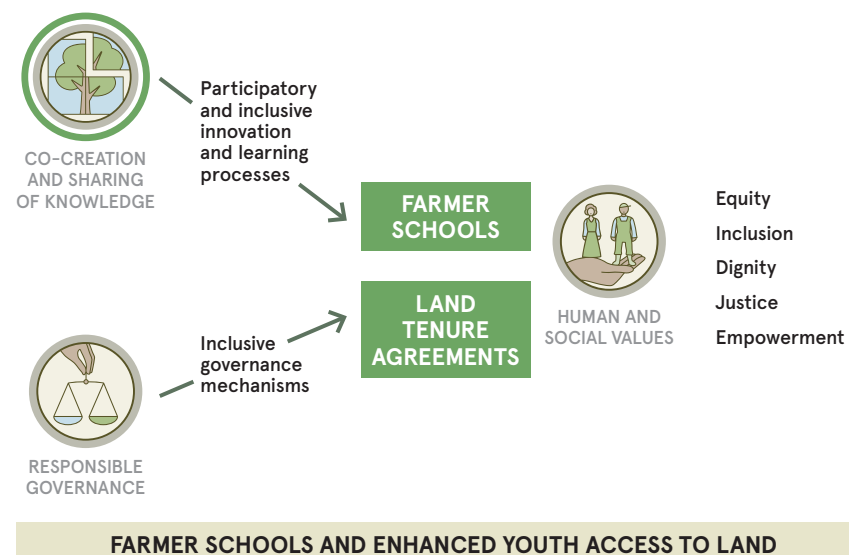 CO-CREATION
AND SHARING
OF KNOWLEDGE
Participatory
and inclusive
innovation
and learning
processes
FARMER
SCHOOLS
LAND
TENURE
AGREEMENTS
HUMAN AND
SOCIAL VALUES
Equity
Inclusion
Dignity
Justice
Empowerment
Inclusive
governance
mechanisms
RESPONSIBLE
GOVERNANCE
FARMER SCHOOLS AND ENHANCED YOUTH ACCESS TO LAND